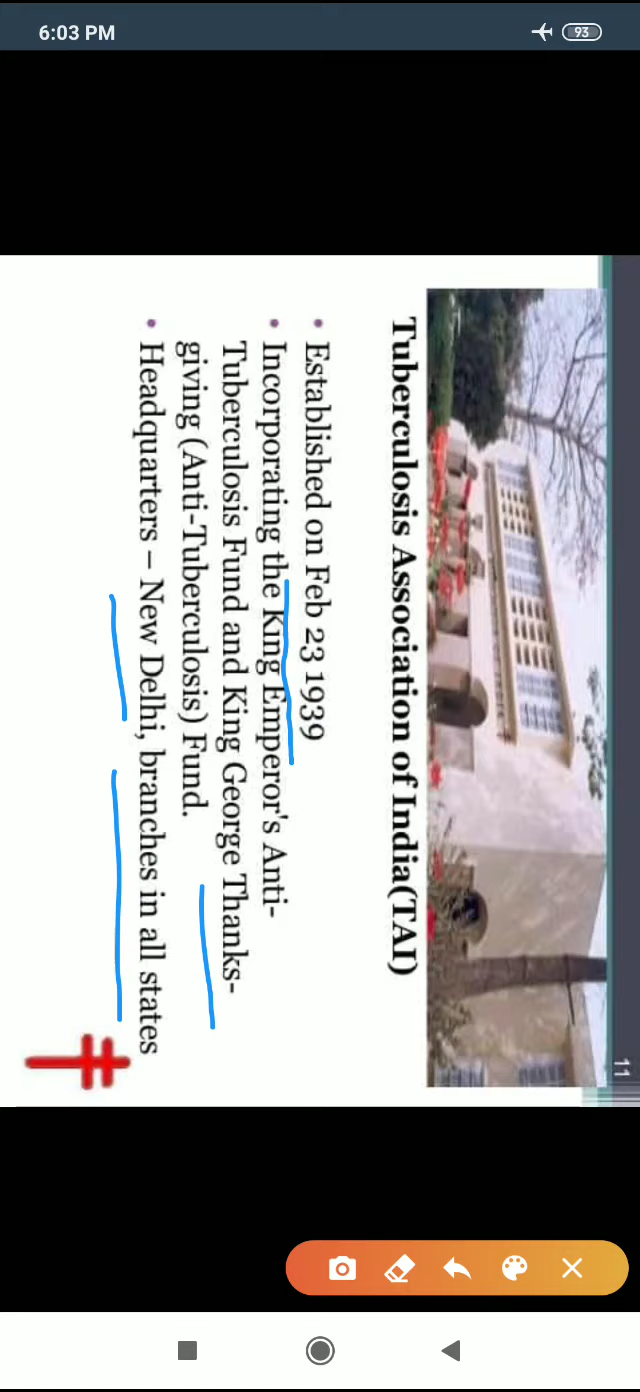 6:03 PM
93
11
Tuberculosis Association of India(TAI)
• Established on Feb 23 1939
• Incorporating the King Emperor's Anti-
Tuberculosis Fund and King George Thanks-
giving (Anti-Tuberculosis) Fund.
• Headquarters – New Delhi, branches in all states